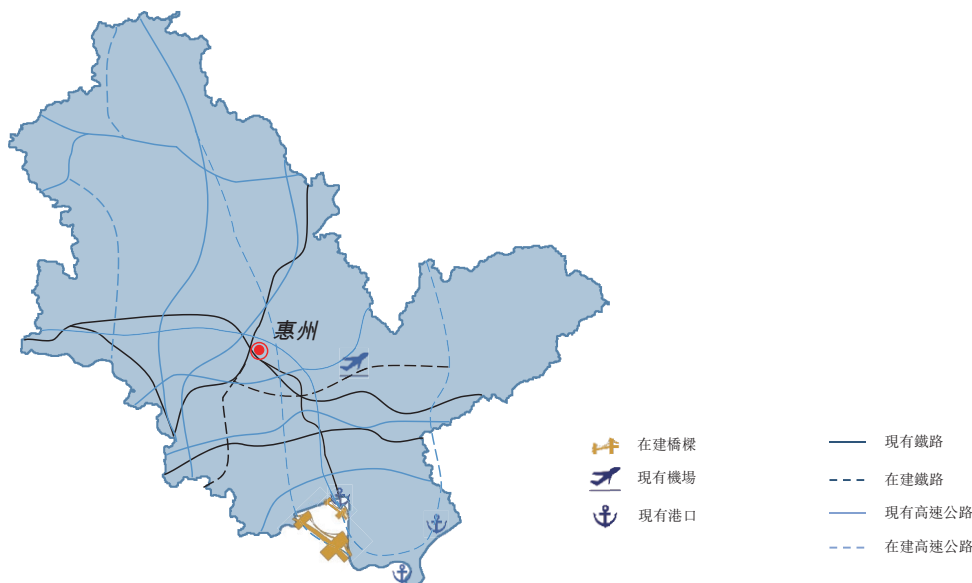 惠州
在建橋樑
現有機場
現有港口
現有鐵路
在建鐵路
現有高速公路
在建高速公路